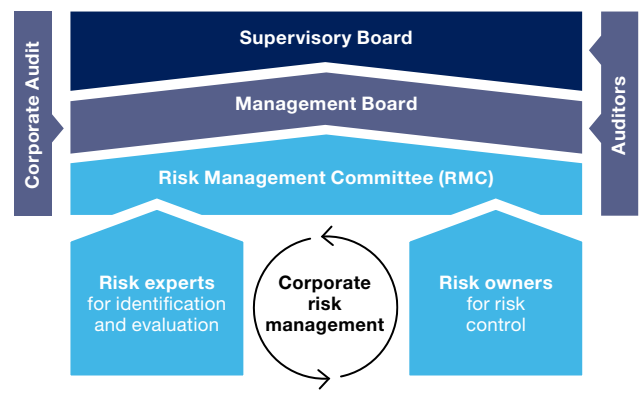 Supervisory Board
Corporate Audit
Auditors
Management Board
Risk Management Committee (RMC)
Risk experts
for identification
and evaluation
Corporate
risk
management
Risk owners
for risk
control